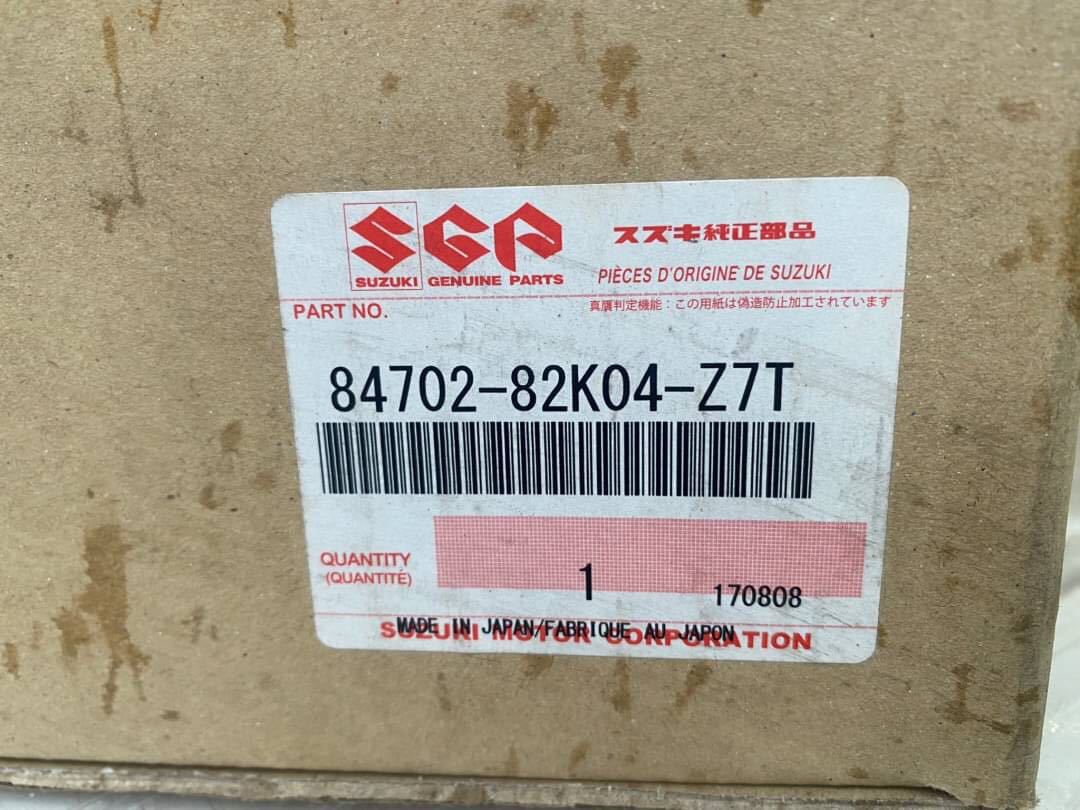 SGP スズキ純正部品
SUZUKI GENUINE PARTS PIÈCES D'ORIGINE DE SUZUKI
PART NO. 真贋判定機能：この用紙は偽造防止加工されています
84702-82K04-Z7T
QUANTITY
(QUANTITÉ)
1 170808
MADE IN JAPAN/FABRIQUE AU JAPON
SUZUKI MOTOR CORPORATION